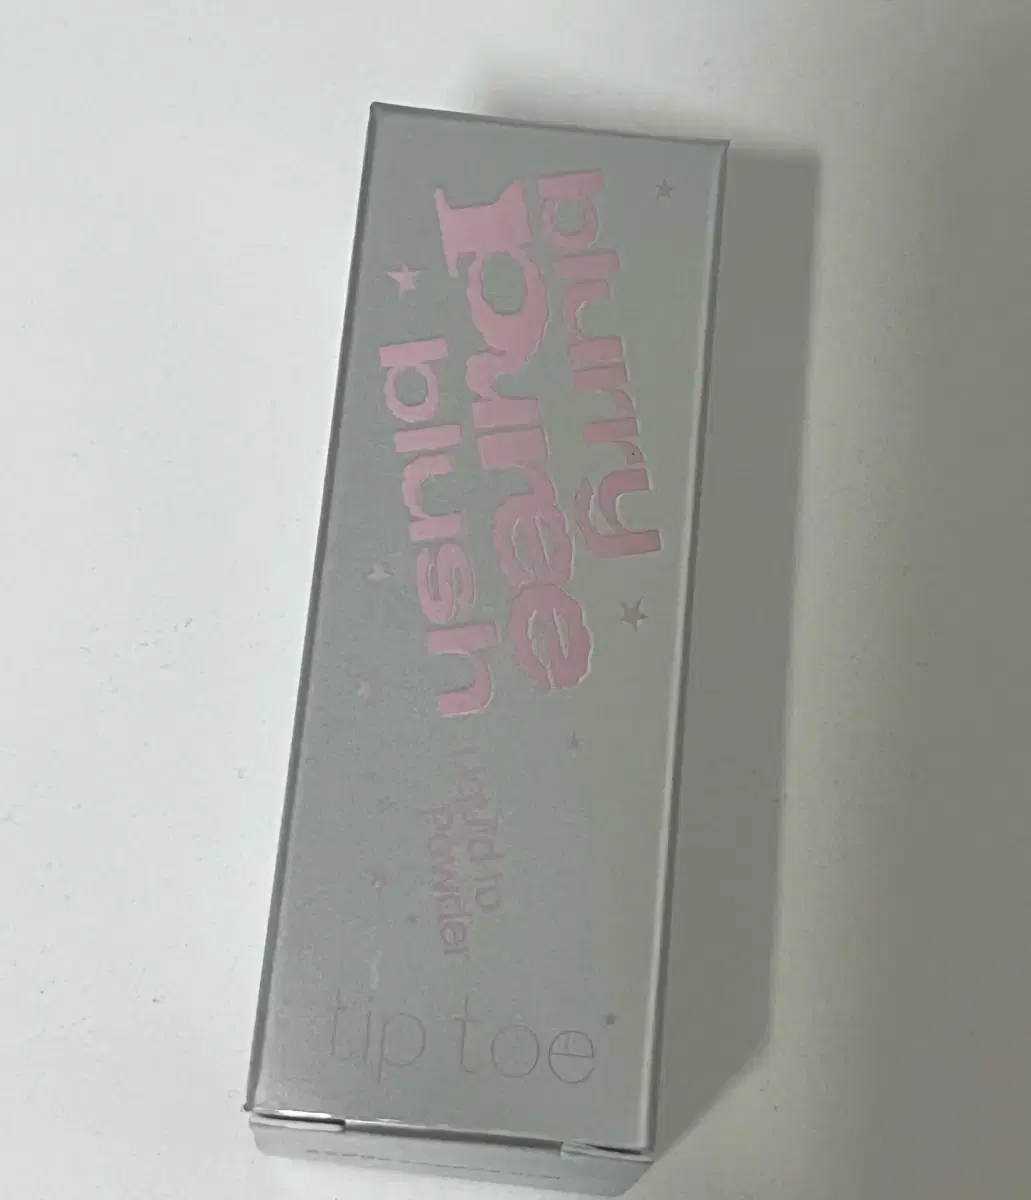 blurry
puree
blush
Liquid to
Powder
tip toe